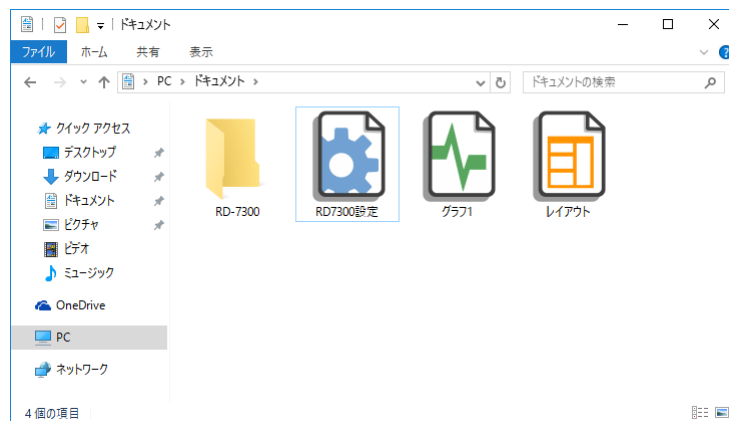 ドキュメント
ファイル ホーム 共有 表示
PC ドキュメント
ドキュメントの検索
クイック アクセス
デスクトップ
ダウンロード
ドキュメント
ピクチャ
ビデオ
ミュージック
OneDrive
PC
ネットワーク
RD-7300 RD7300設定 グラフ1 レイアウト
4 個の項目